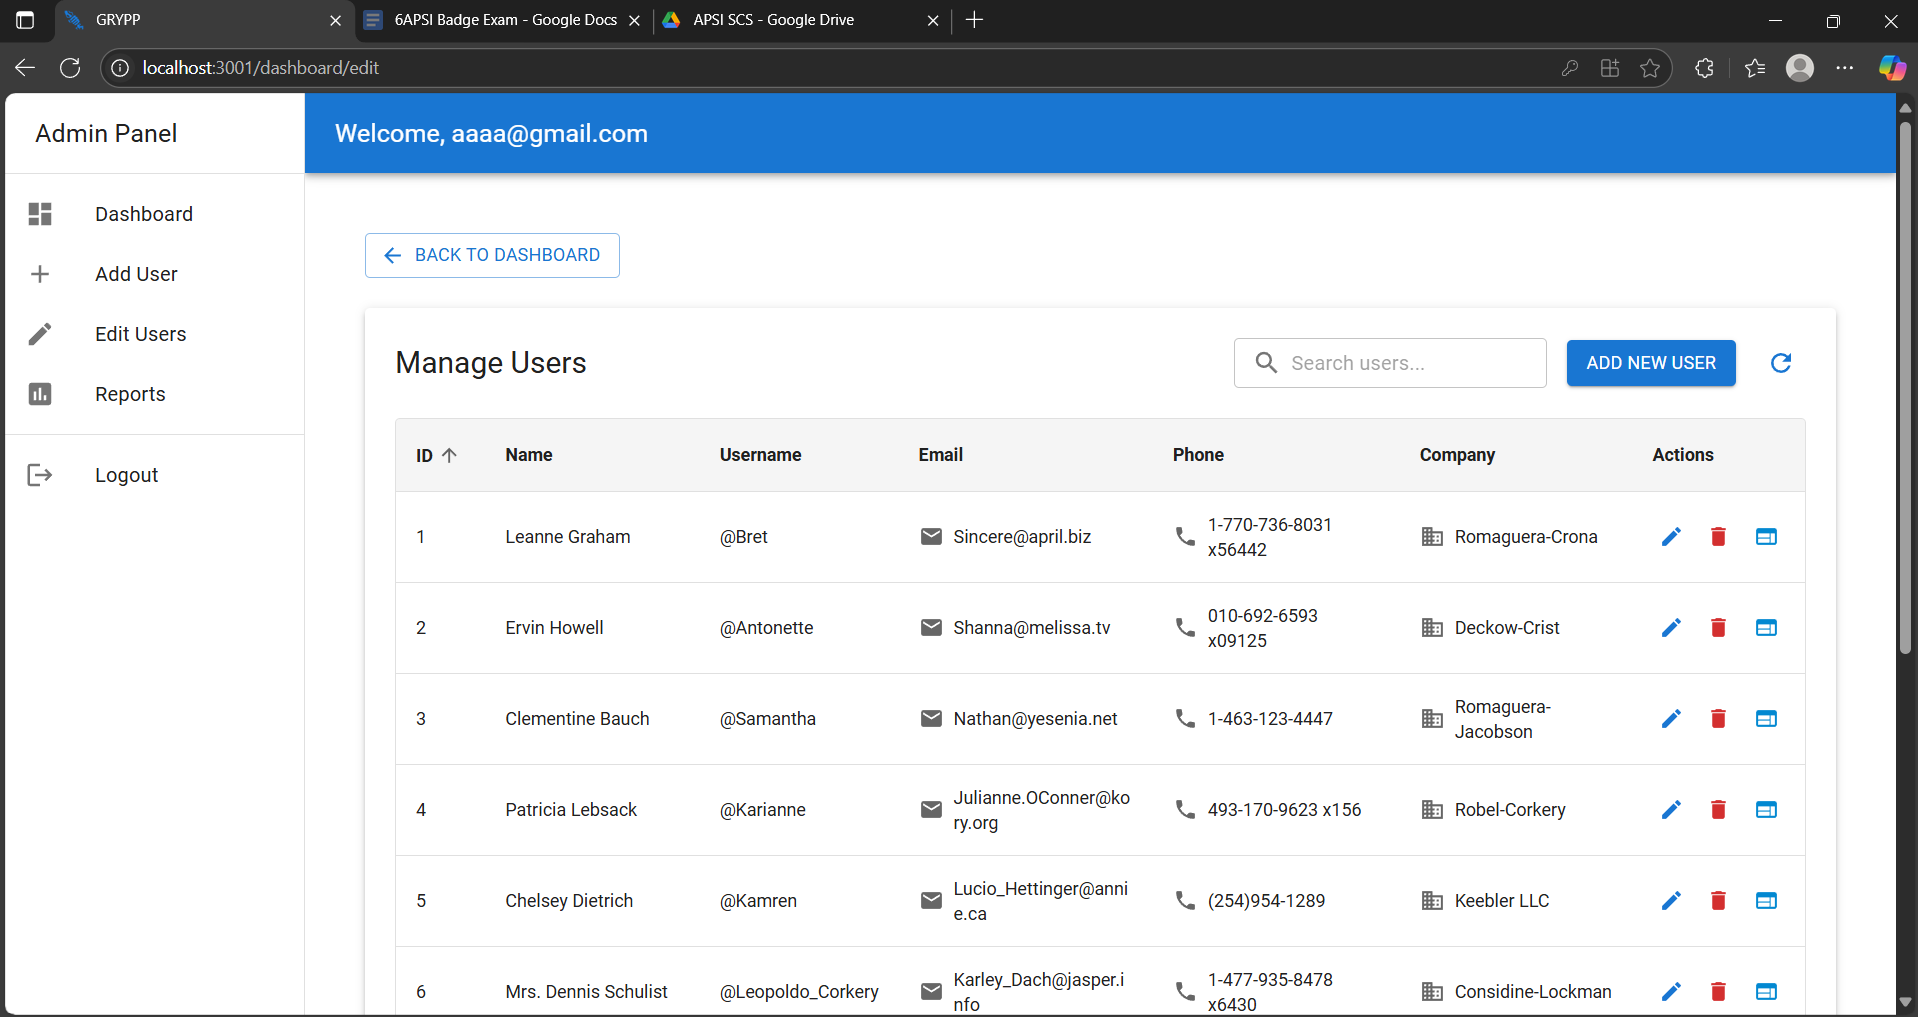 GRYPP
6APSI Badge Exam - Google Docs
APSI SCS - Google Drive
localhost:3001/dashboard/edit
Admin Panel
Welcome, aaaa@gmail.com
Dashboard
Add User
Edit Users
Reports
Logout
BACK TO DASHBOARD
Manage Users
Search users...
ADD NEW USER
ID Name Username Email Phone Company Actions
1 Leanne Graham @Bret Sincere@april.biz 1-770-736-8031
x56442
Romaguera-Crona
2 Ervin Howell @Antonette Shanna@melissa.tv 010-692-6593
x09125
Deckow-Crist
3 Clementine Bauch @Samantha Nathan@yesenia.net 1-463-123-4447 Romaguera-
Jacobson
4 Patricia Lebsack @Karianne Julianne.OConner@ko
ry.org
493-170-9623 x156 Robel-Corkery
5 Chelsey Dietrich @Kamren Lucio_Hettinger@anni
e.ca
(254)954-1289 Keebler LLC
6 Mrs. Dennis Schulist @Leopoldo_Corkery Karley_Dach@jasper.i
nfo
1-477-935-8478
x6430
Considine-Lockman